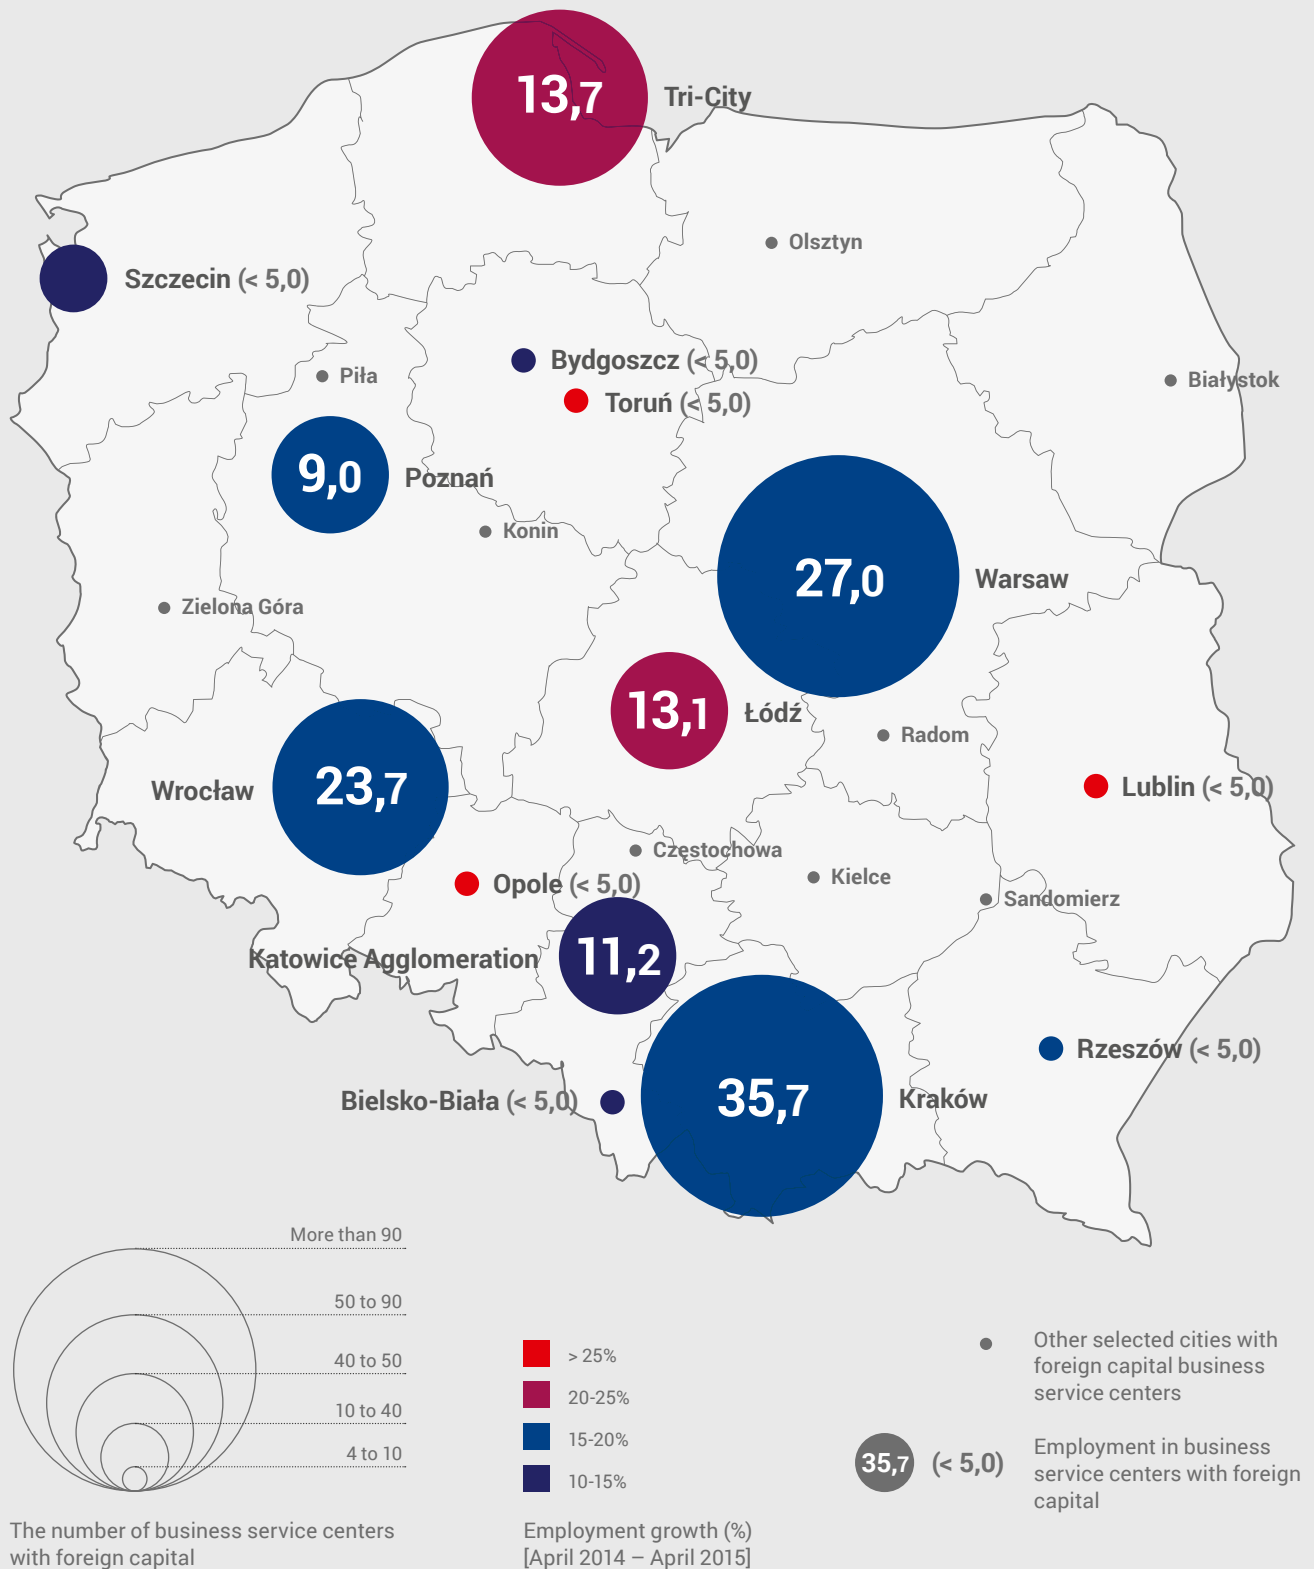 13,7
Tri-City
Olsztyn
Szczecin (< 5,0)
Bydgoszcz (< 5,0)
Piła
Białystok
Toruń (< 5,0)
9,0
Poznań
Konin
27,0
Warsaw
Zielona Góra
13,1
Łódź
Radom
Wrocław
23,7
Lublin (< 5,0)
Częstochowa
Kielce
Opole (< 5,0)
Sandomierz
Katowice Agglomeration
11,2
Rzeszów (< 5,0)
Bielsko-Biała (< 5,0)
35,7
Kraków
More than 90
50 to 90
40 to 50
10 to 40
4 to 10
The number of business service centers
with foreign capital
> 25%
20-25%
15-20%
10-15%
Employment growth (%)
[April 2014 – April 2015]
Other selected cities with
foreign capital business
service centers
35,7 (< 5,0)
Employment in business
service centers with foreign
capital